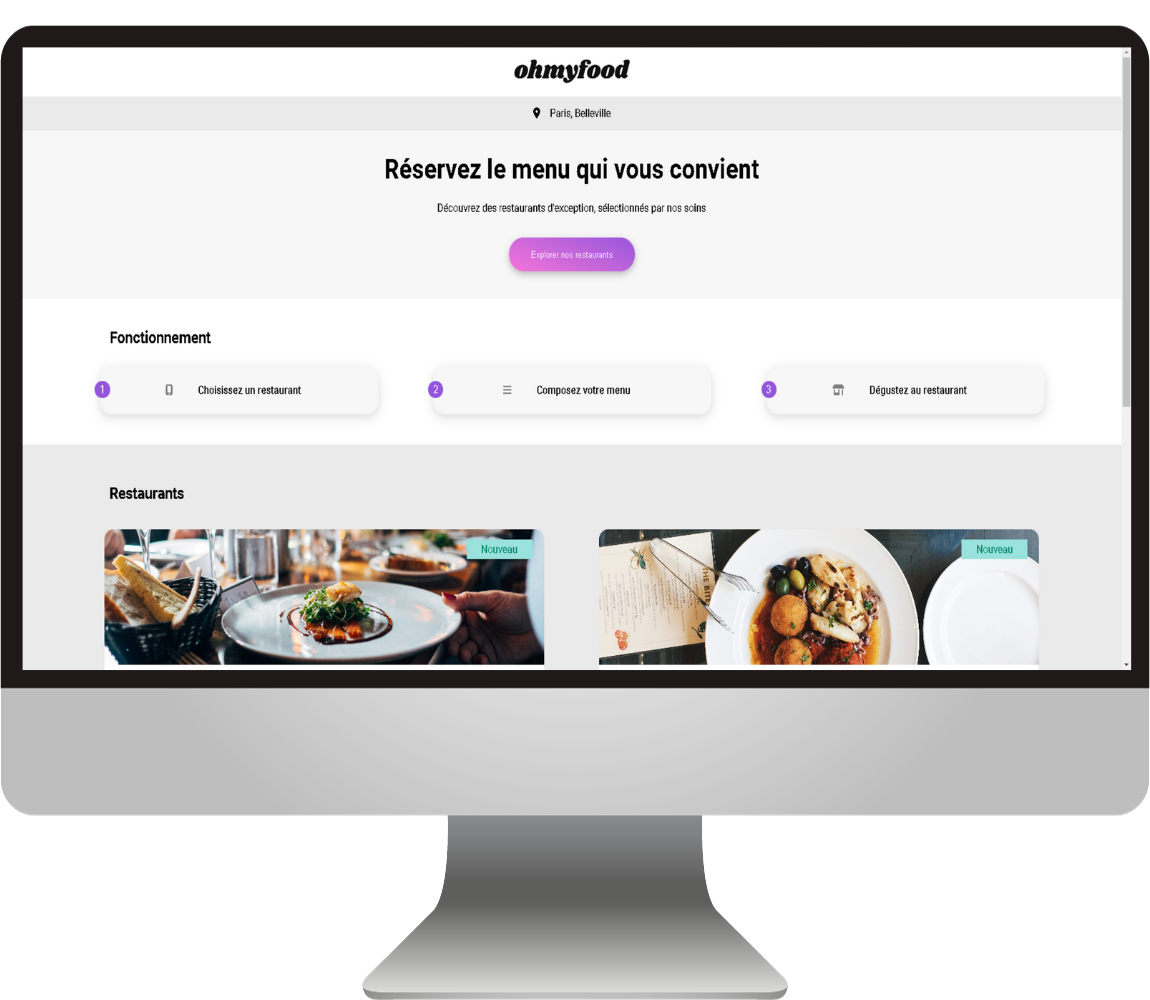 ohmyfood
Paris, Belleville
Réservez le menu qui vous convient
Découvrez des restaurants d'exception, sélectionnés par nos soins
Explorer nos restaurants
Fonctionnement
1 Choisissez un restaurant
2 Composez votre menu
3 Dégustez au restaurant
Restaurants
Nouveau
Nouveau